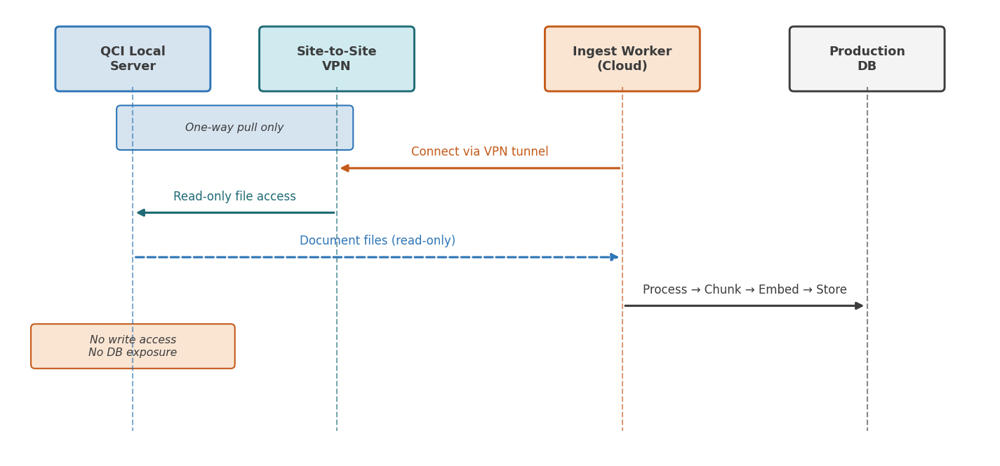 QCI Local
Server
Site-to-Site
VPN
Ingest Worker
(Cloud)
Production
DB
One-way pull only
Connect via VPN tunnel
Read-only file access
Document files (read-only)
Process → Chunk → Embed → Store
No write access
No DB exposure